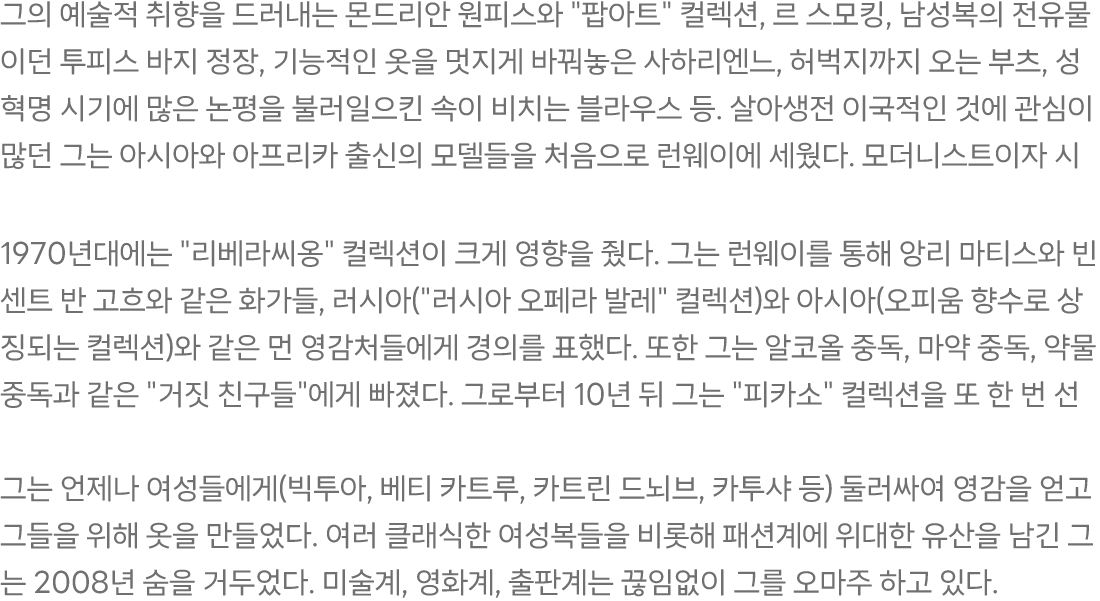 그의 예술적 취향을 드러내는 몬드리안 원피스와 "팝아트" 컬렉션, 르 스모킹, 남성복의 전유물
이던 투피스 바지 정장, 기능적인 옷을 멋지게 바꿔놓은 사하리엔느, 허벅지까지 오는 부츠, 성
혁명 시기에 많은 논평을 불러일으킨 속이 비치는 블라우스 등. 살아생전 이국적인 것에 관심이
많던 그는 아시아와 아프리카 출신의 모델들을 처음으로 런웨이에 세웠다. 모더니스트이자 시
1970년대에는 "리베라씨옹" 컬렉션이 크게 영향을 줬다. 그는 런웨이를 통해 앙리 마티스와 빈
센트 반 고흐와 같은 화가들, 러시아("러시아 오페라 발레" 컬렉션)와 아시아(오피움 향수로 상
징되는 컬렉션)와 같은 먼 영감처들에게 경의를 표했다. 또한 그는 알코올 중독, 마약 중독, 약물
중독과 같은 "거짓 친구들"에게 빠졌다. 그로부터 10년 뒤 그는 "피카소" 컬렉션을 또 한 번 선
그는 언제나 여성들에게(빅투아, 베티 카트루, 카트린 드뇌브, 카투샤 등) 둘러싸여 영감을 얻고
그들을 위해 옷을 만들었다. 여러 클래식한 여성복들을 비롯해 패션계에 위대한 유산을 남긴 그
는 2008년 숨을 거두었다. 미술계, 영화계, 출판계는 끊임없이 그를 오마주 하고 있다.